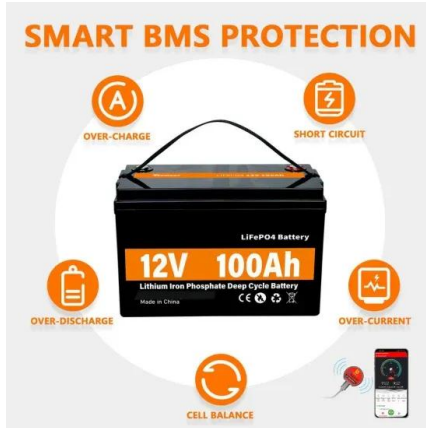 SMART BMS PROTECTION
A
OVER-CHARGE
SHORT CIRCUIT
LiFePO4 Battery
12V 100Ah
Lithium Iron Phosphate Deep Cycle Battery
Made in China
CE
OVER-DISCHARGE
OVER-CURRENT
CELL BALANCE